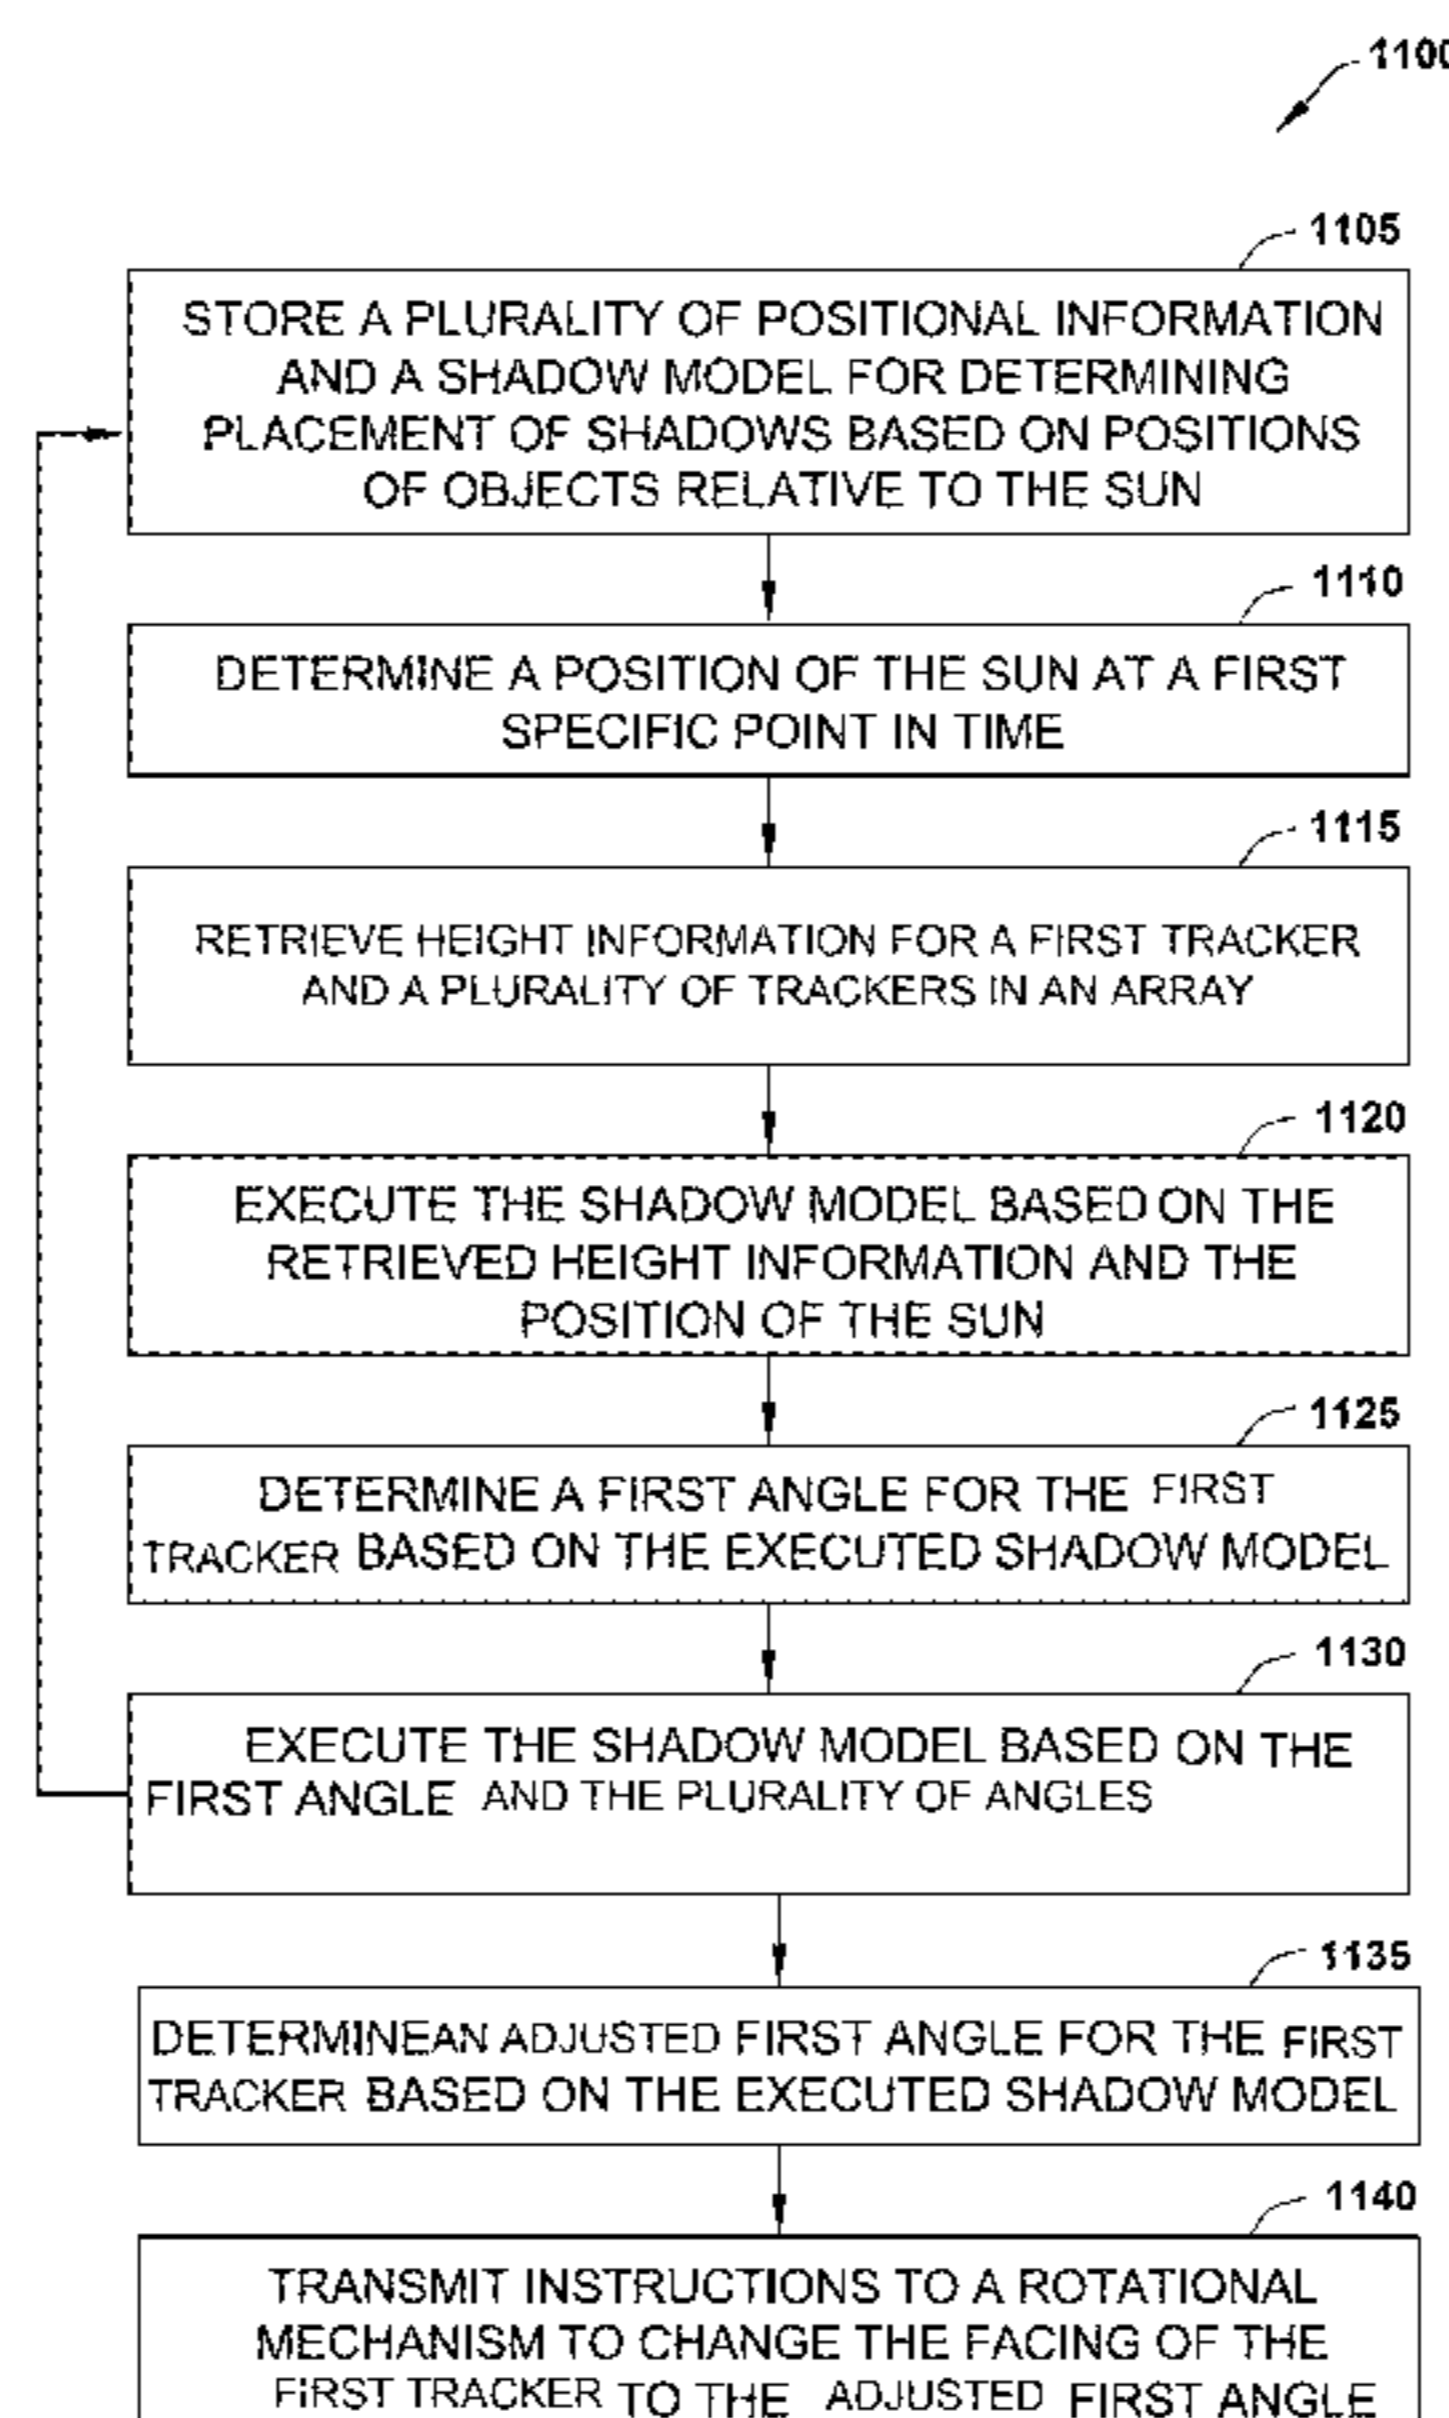 1100
1105
STORE A PLURALITY OF POSITIONAL INFORMATION
AND A SHADOW MODEL FOR DETERMINING
PLACEMENT OF SHADOWS BASED ON POSITIONS
OF OBJECTS RELATIVE TO THE SUN
1110
DETERMINE A POSITION OF THE SUN AT A FIRST
SPECIFIC POINT IN TIME
1115
RETRIEVE HEIGHT INFORMATION FOR A FIRST TRACKER
AND A PLURALITY OF TRACKERS IN AN ARRAY
1120
EXECUTE THE SHADOW MODEL BASED ON THE
RETRIEVED HEIGHT INFORMATION AND THE
POSITION OF THE SUN
1125
DETERMINE A FIRST ANGLE FOR THE FIRST
TRACKER BASED ON THE EXECUTED SHADOW MODEL
1130
EXECUTE THE SHADOW MODEL BASED ON THE
FIRST ANGLE AND THE PLURALITY OF ANGLES
1135
DETERMINEAN ADJUSTED FIRST ANGLE FOR THE FIRST
TRACKER BASED ON THE EXECUTED SHADOW MODEL
1140
TRANSMIT INSTRUCTIONS TO A ROTATIONAL
MECHANISM TO CHANGE THE FACING OF THE
FIRST TRACKER TO THE ADJUSTED FIRST ANGLE